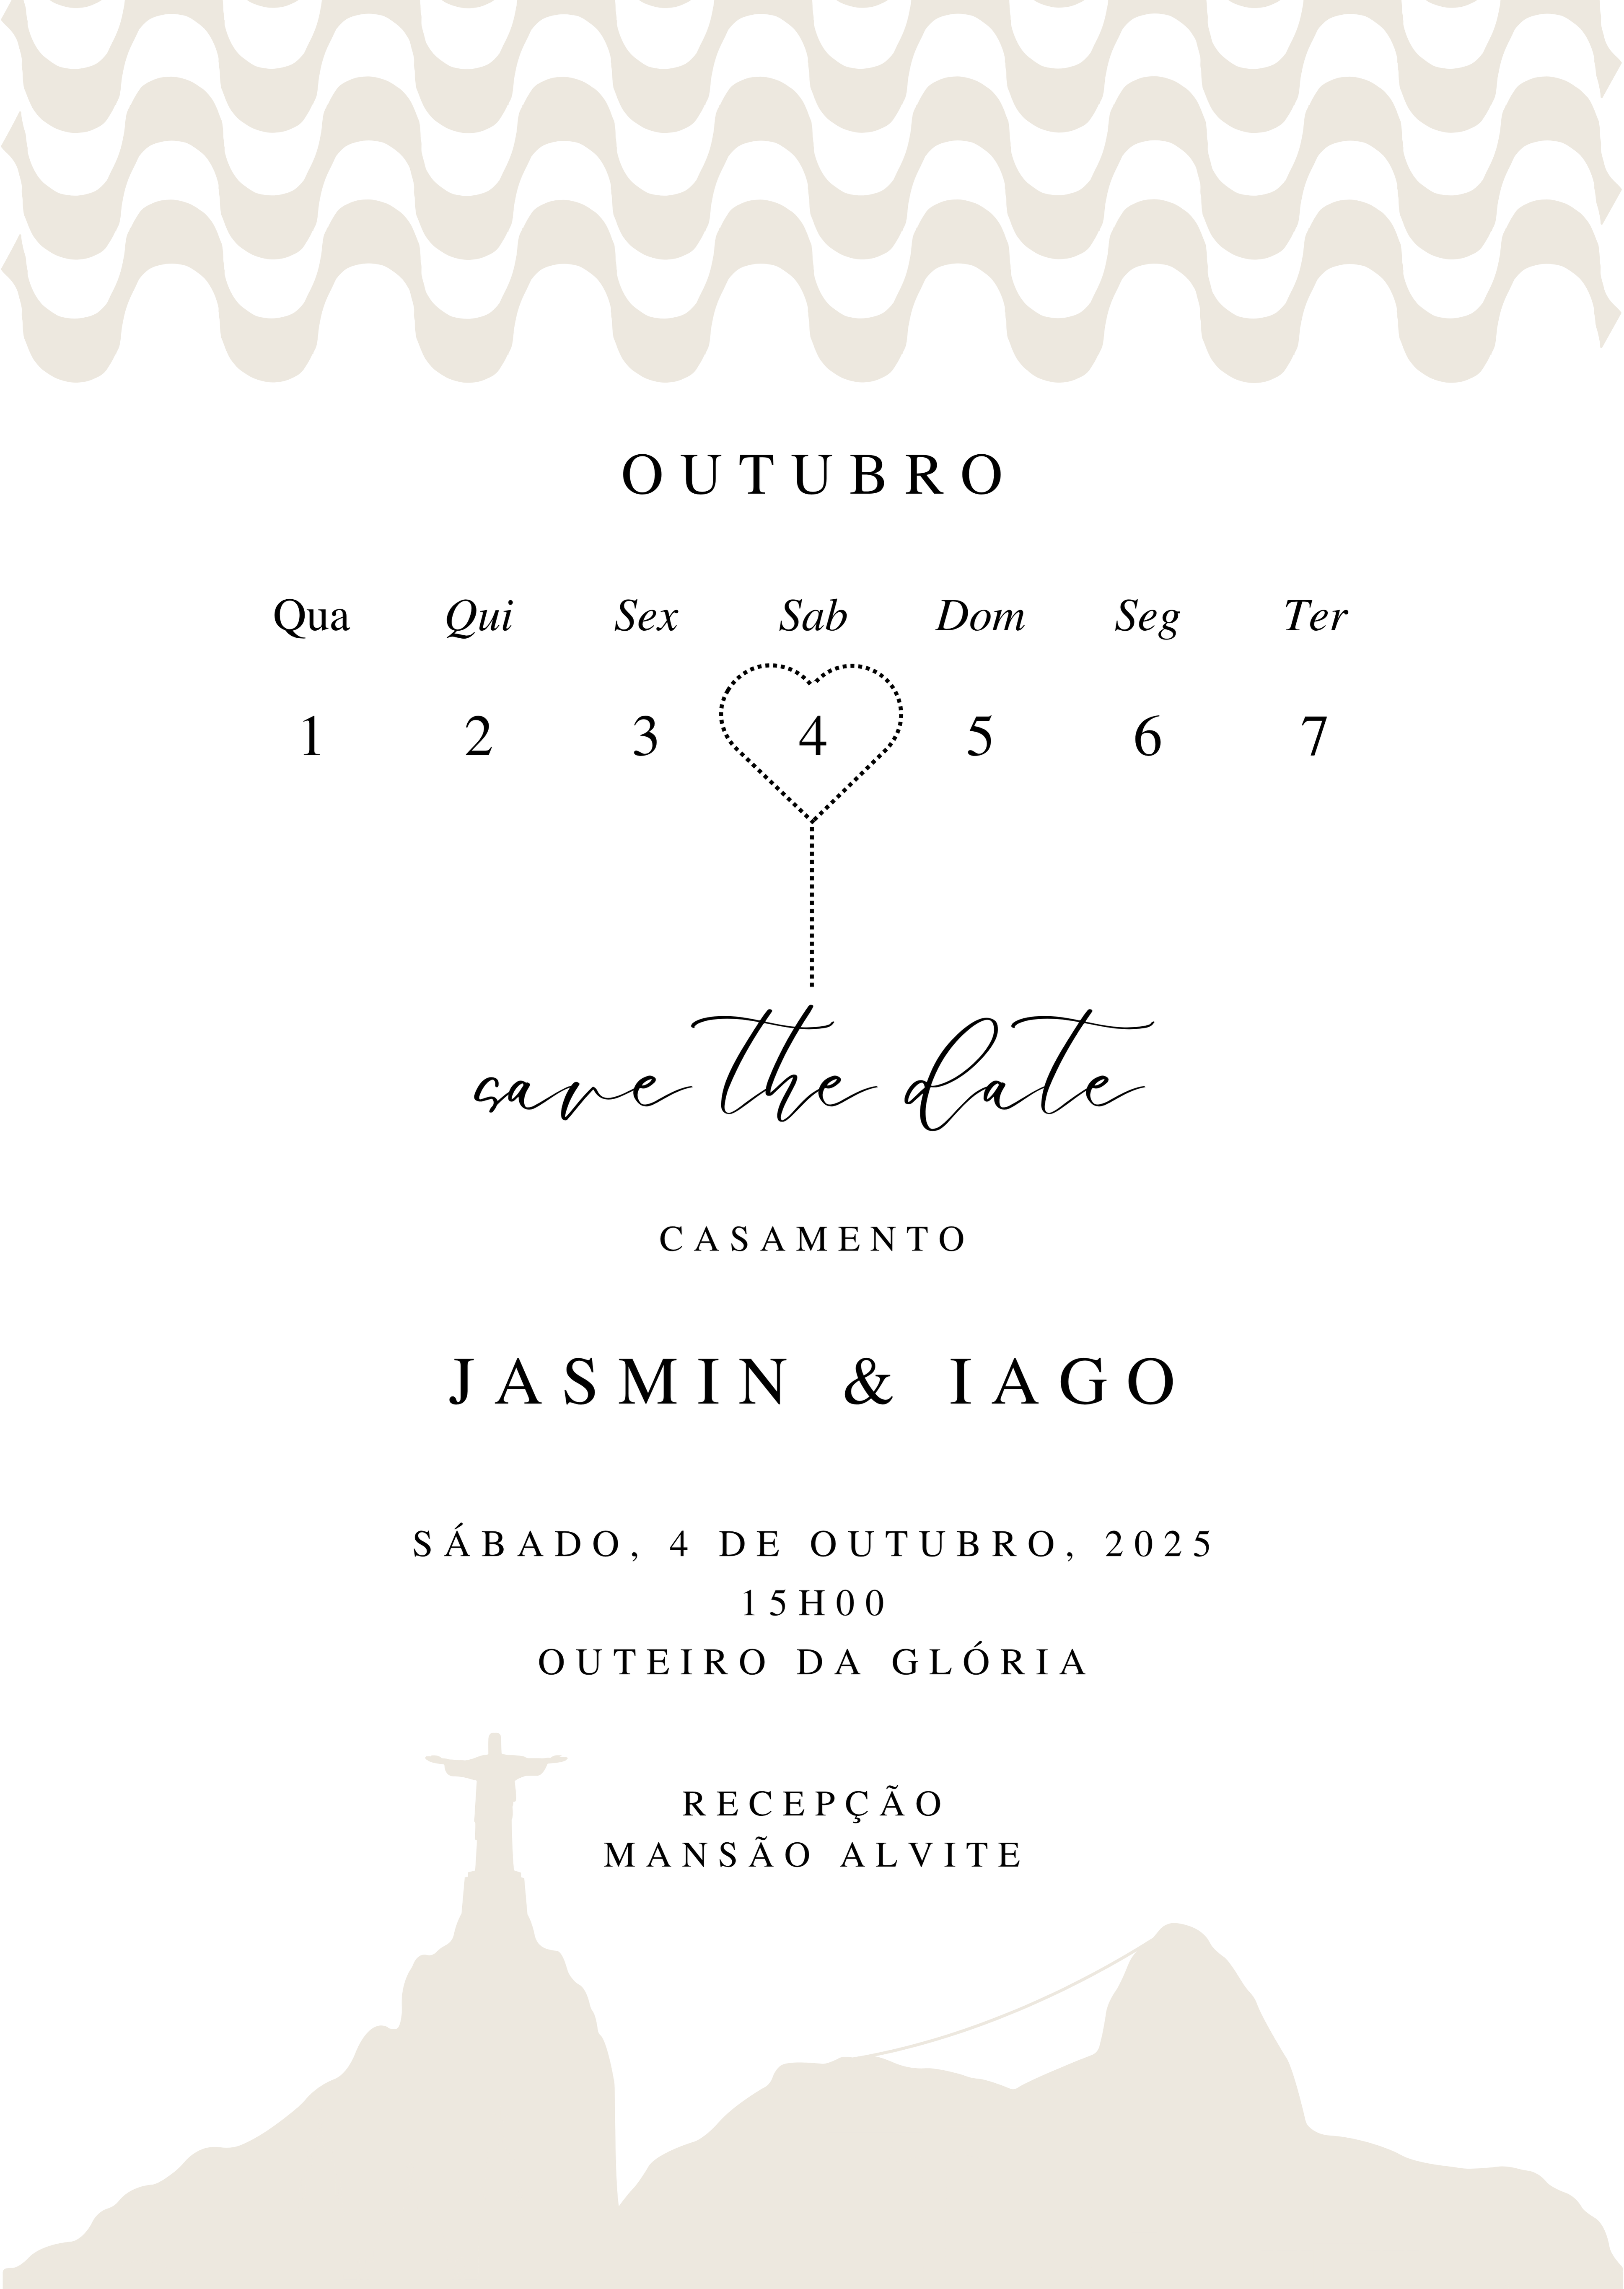 OUTUBRO
Qua Qui Sex Sab Dom Seg Ter
1 2 3 4 5 6 7
save the date
CASAMENTO
JASMIN & IAGO
SÁBADO, 4 DE OUTUBRO, 2025
15H00
OUTEIRO DA GLÓRIA
RECEPÇÃO
MANSÃO ALVITE